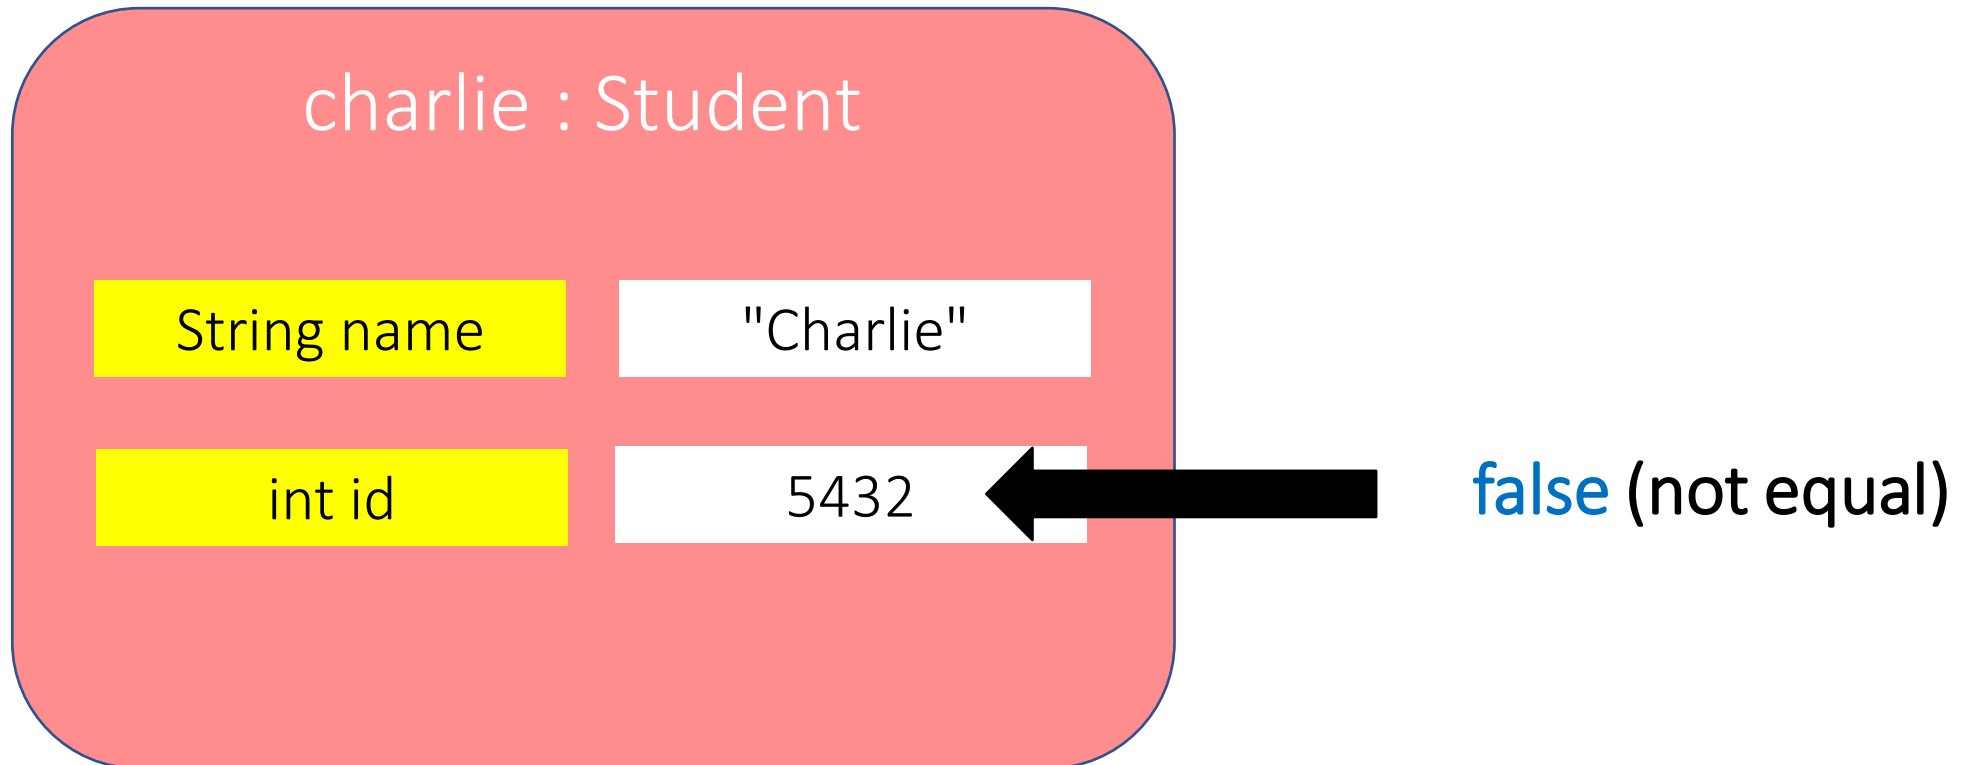 charlie : Student
String name
"Charlie"
int id
5432
false (not equal)